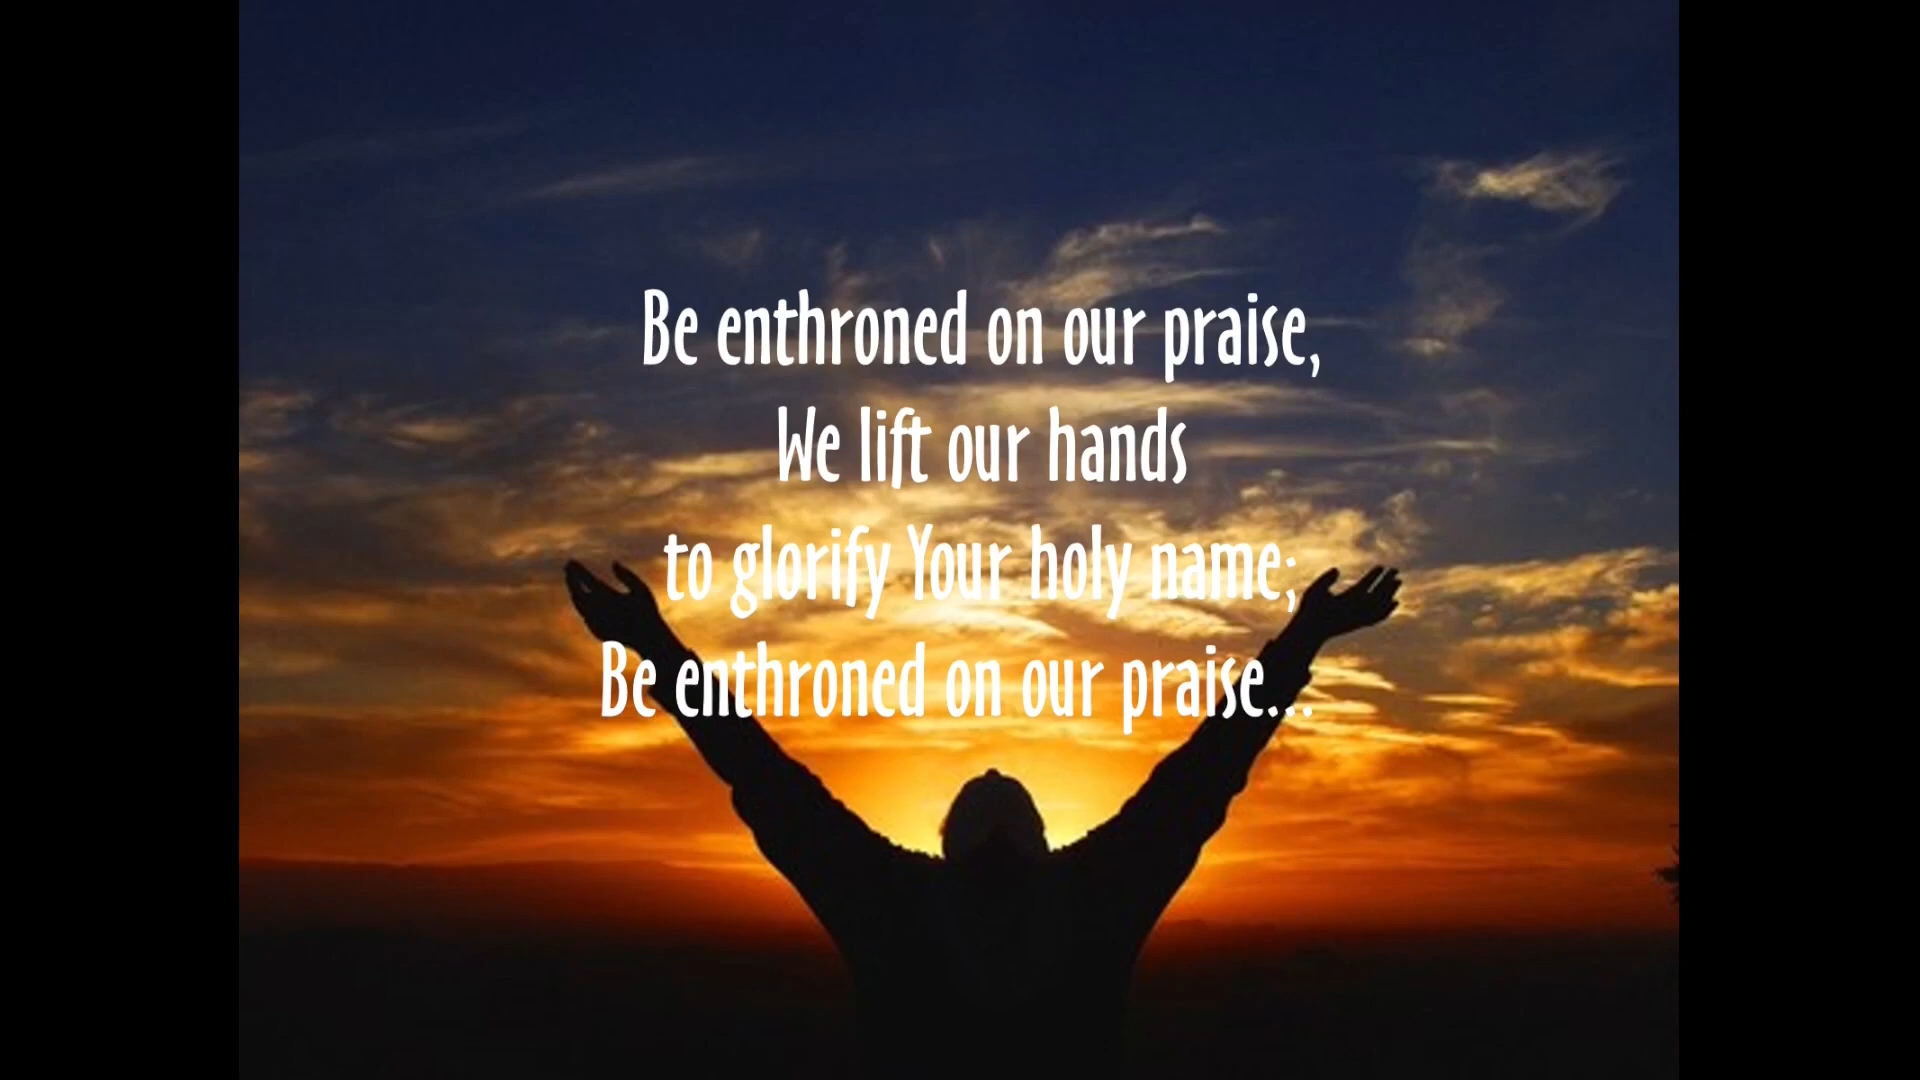 Be enthroned on our praise,
We lift our hands
to glorify Your holy name;
Be enthroned on our praise...